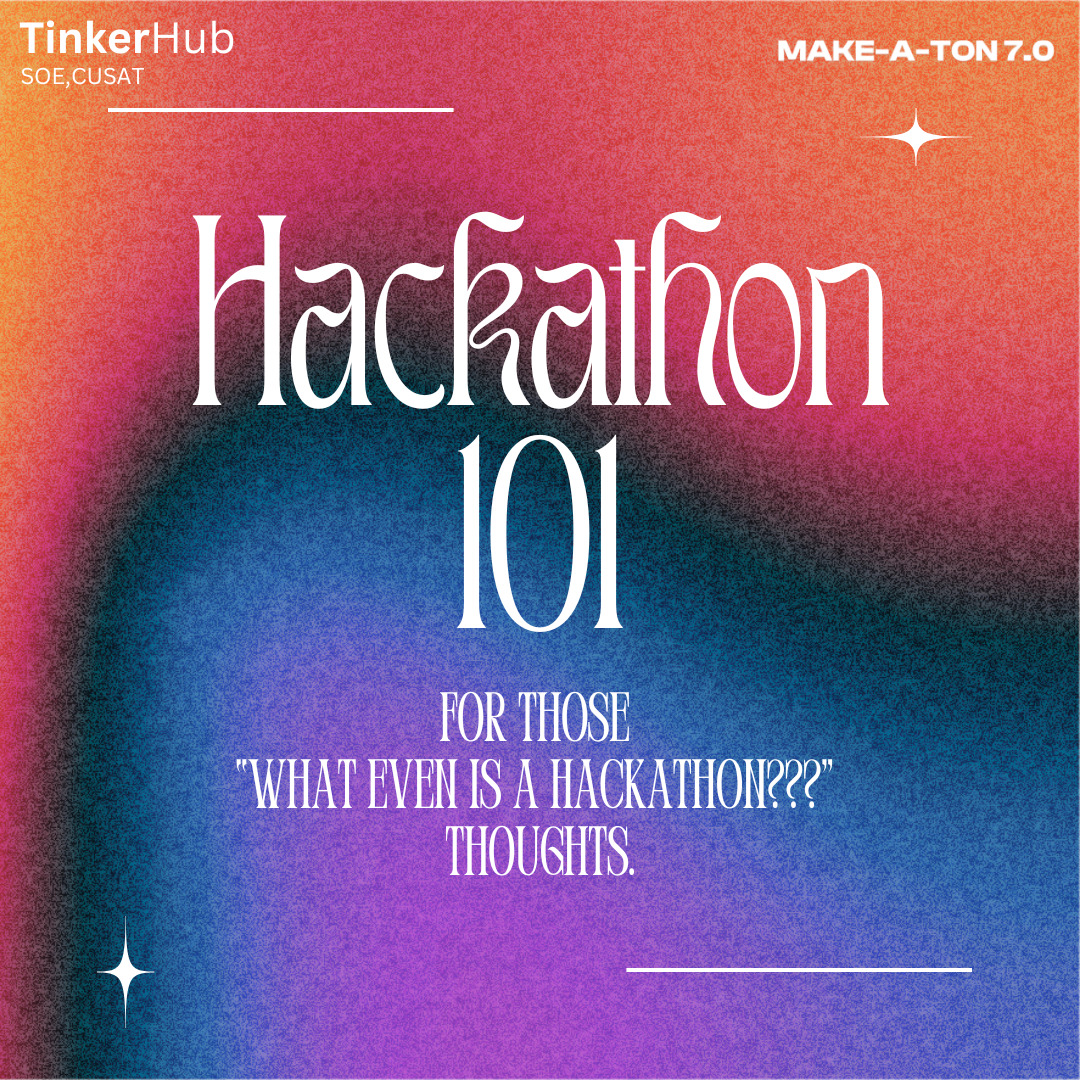 TinkerHub
SOE,CUSAT
MAKE-A-TON 7.0
Hackathon
101
FOR THOSE
"WHAT EVEN IS A HACKATHON???"
THOUGHTS.